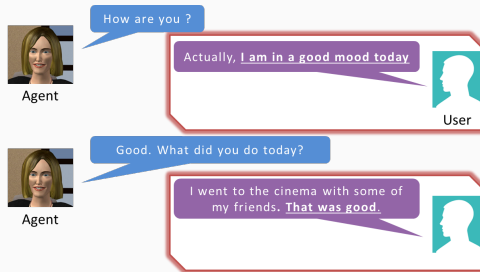 How are you ?
Actually, I am in a good mood today
Agent
User
Good. What did you do today?
Agent
I went to the cinema with some of
my friends. That was good.